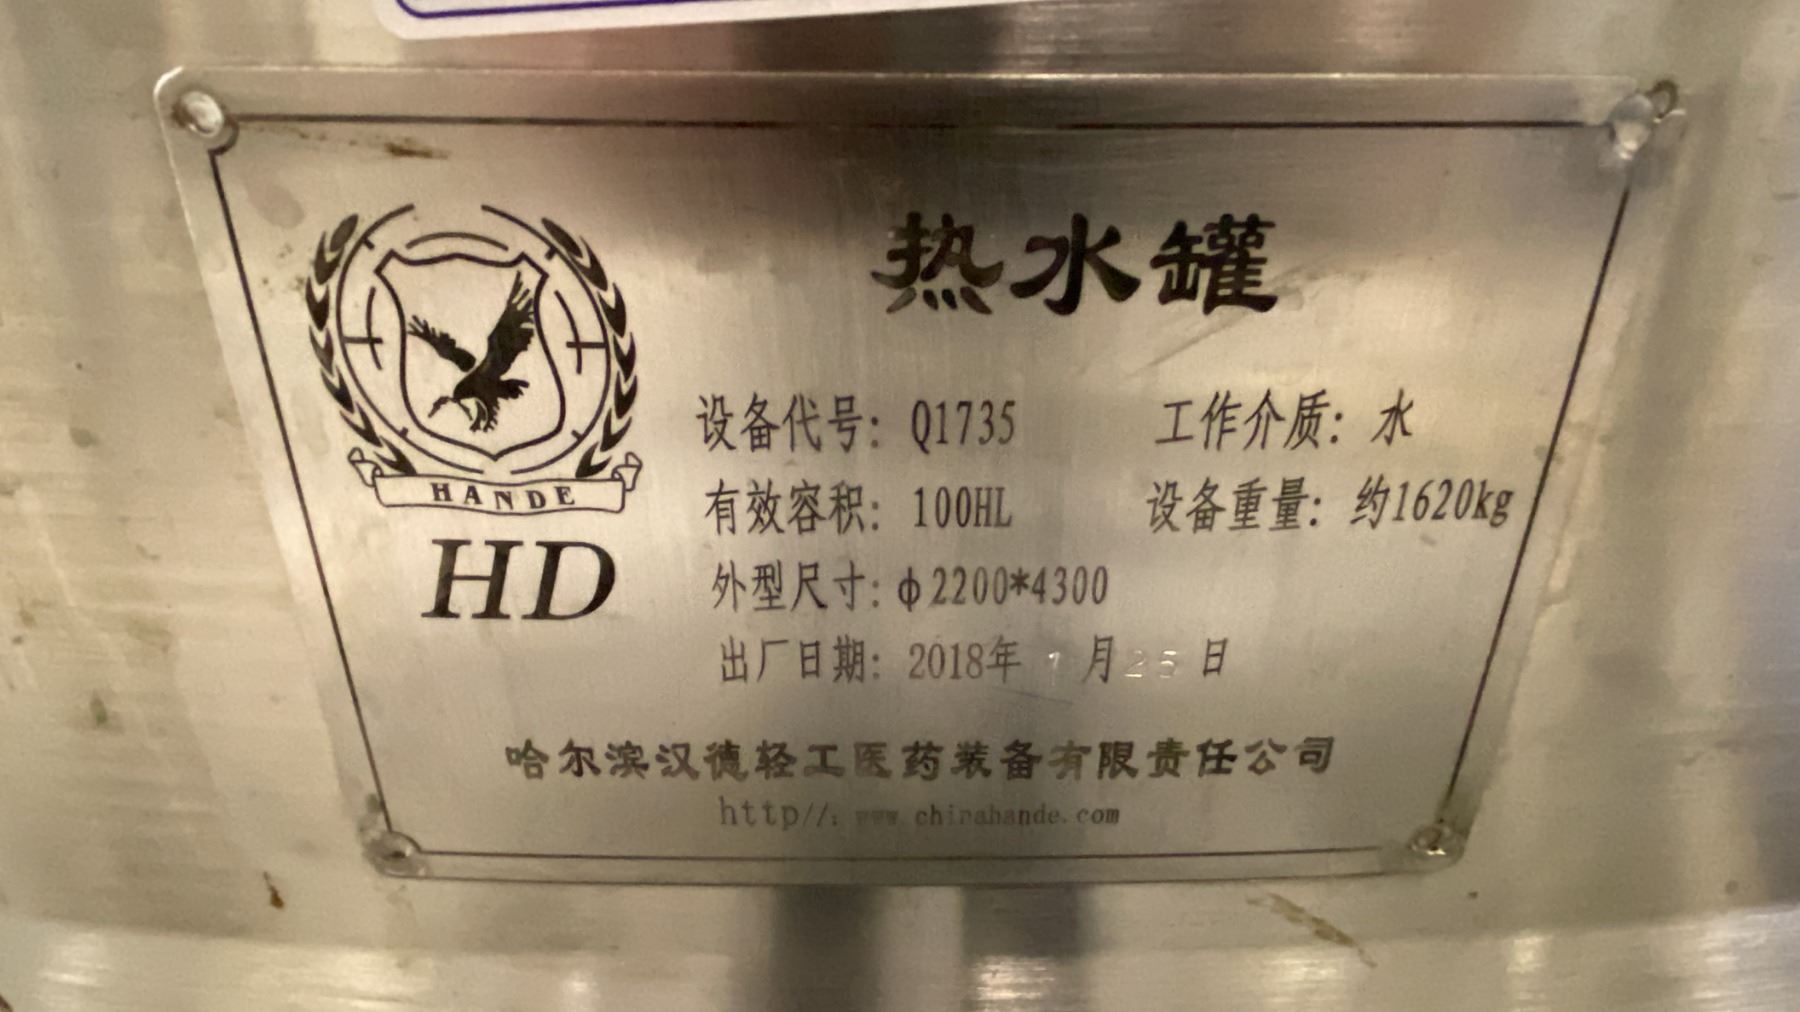 热水罐
HANDE
HD
设备代号: Q1735 工作介质: 水
有效容积: 100HL 设备重量: 约1620kg
外型尺寸: φ2200*4300
出厂日期: 2018年 1 月 25 日
哈尔滨汉德轻工医药装备有限责任公司
http//: www.chinahande.com